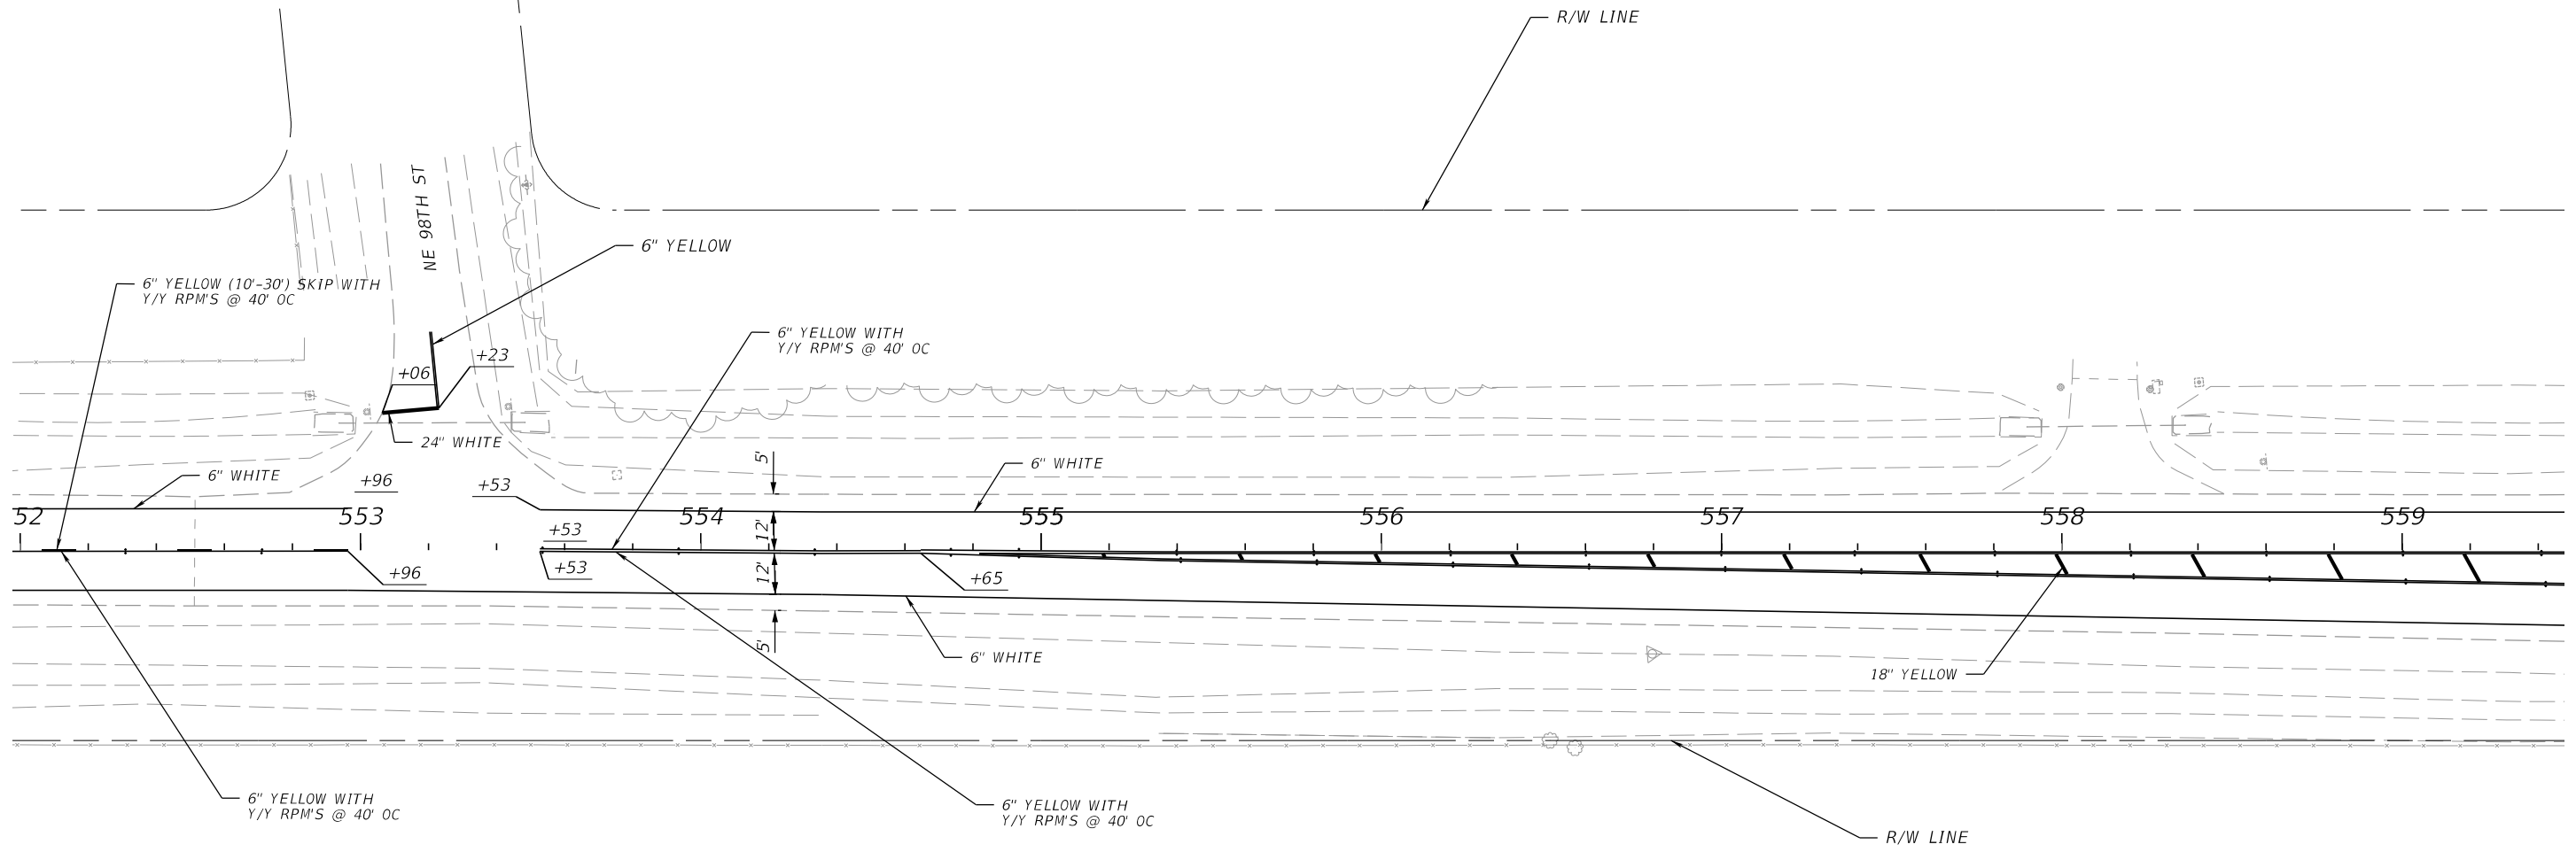 R/W LINE
NE 98TH ST
6" YELLOW
6" YELLOW (10'-30') SKIP WITH
Y/Y RPM'S @ 40' OC
6" YELLOW WITH
Y/Y RPM'S @ 40' OC
+23
+06
24" WHITE
6" WHITE
+96
+53
5'
6" WHITE
52
553
554
555
556
557
558
559
+53
12'
+53
+96
12'
+65
5'
6" WHITE
18" YELLOW
6" YELLOW WITH
Y/Y RPM'S @ 40' OC
6" YELLOW WITH
Y/Y RPM'S @ 40' OC
R/W LINE